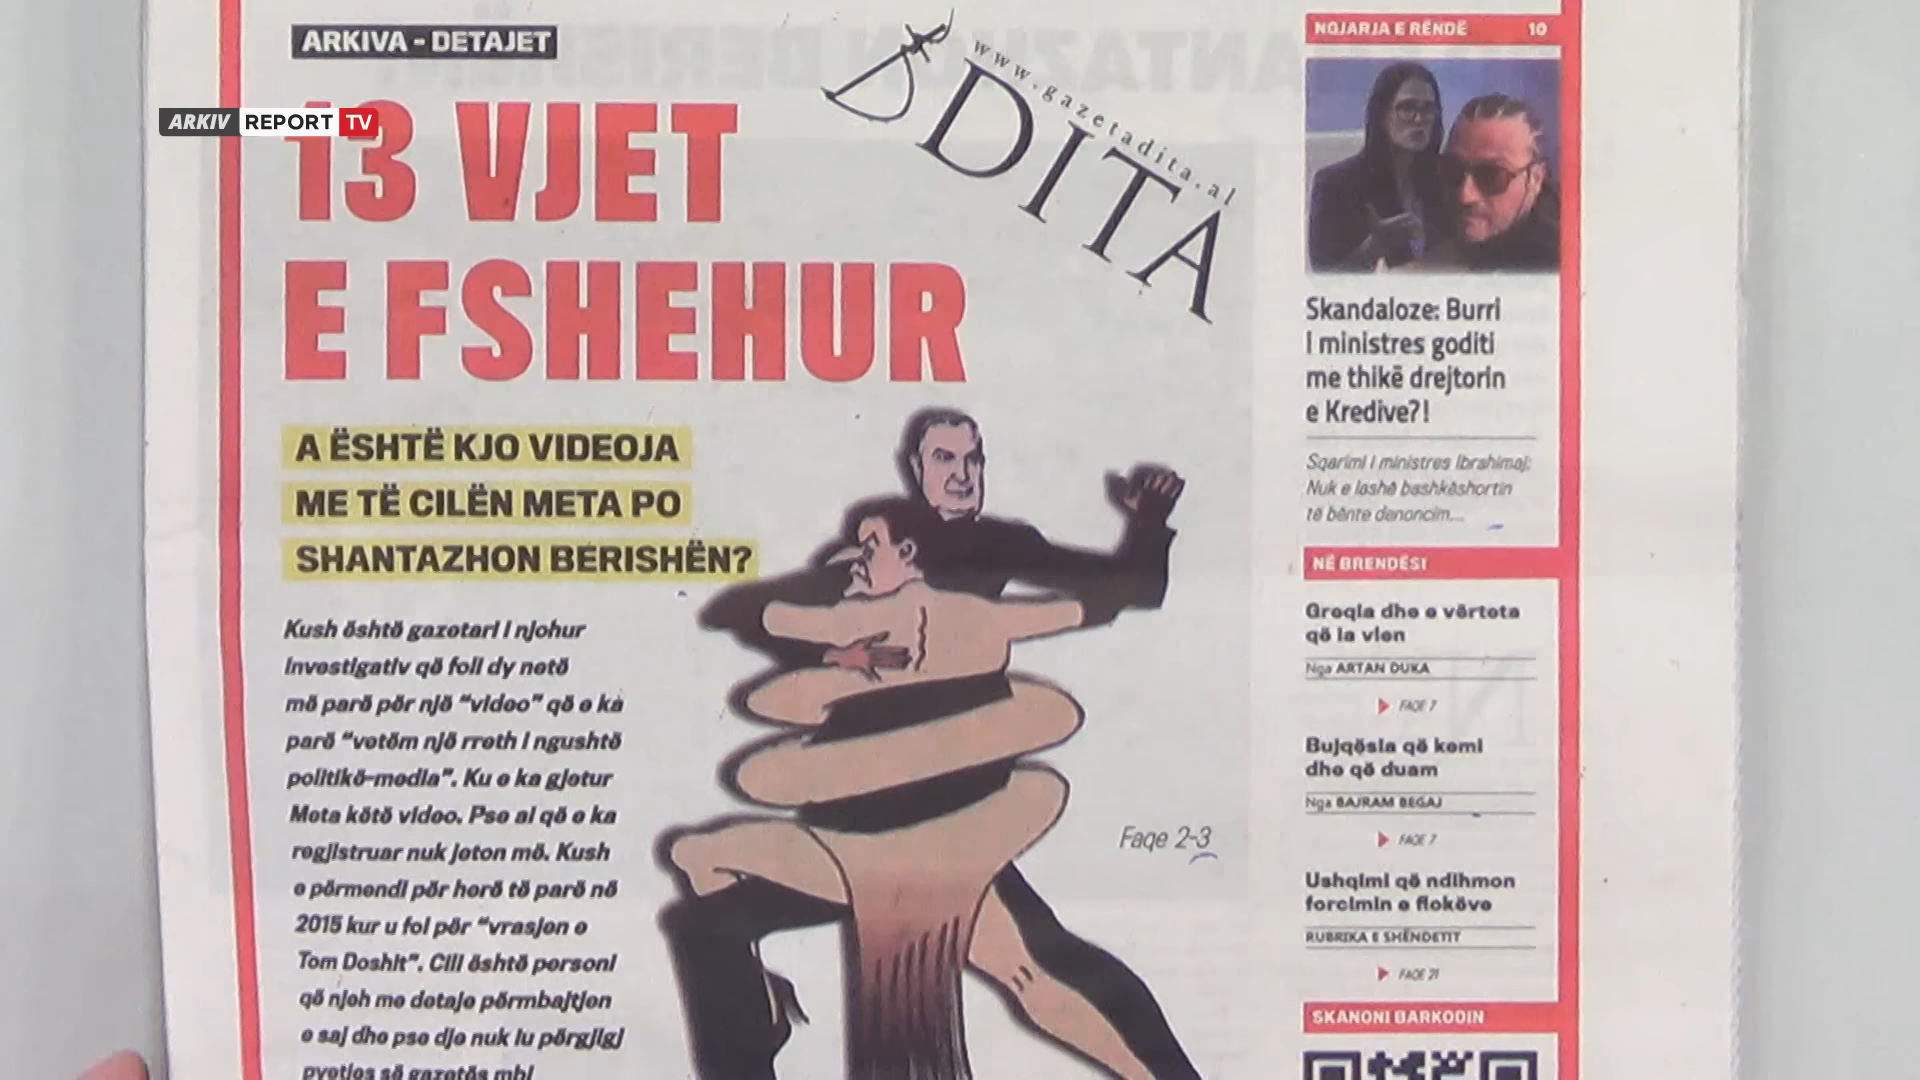 ARKIVA - DETAJET
ARKIV REPORT TV
13 VJET
E FSHEHUR
www.gazetadita.al
DITA
A ËSHTË KJO VIDEOJA
ME TË CILËN META PO
SHANTAZHON BERISHËN?
Kush është gazetari i njohur
investigativ që foli dy netë
më parë për një "video" që e ka
parë "vetëm një rreth i ngushtë
politikë-media". Ku e ka gjetur
Meta këtë video. Pse ai që e ka
regjistruar nuk jeton më. Kush
e përmendi për herë të parë në
2015 kur u fol për "vrasjen e
Tom Doshit". Cili është personi
që njeh me detaje përmbajtjen
e saj dhe pse dje nuk iu përgjigj
pyetjes së gazetës mbi
Faqe 2-3
NGJARJA E RËNDË 10
Skandaloze: Burri
i ministres goditi
me thikë drejtorin
e Kredive?!
Sqarimi i ministres Ibrahimaj:
Nuk e lashë bashkëshortin
të bënte denoncim...
NË BRENDËSI
Greqia dhe e vërteta
që ia vlen
Nga ARTAN DUKA
FAQE 7
Bujqësia që kemi
dhe që duam
Nga BAJRAM BEGAJ
FAQE 7
Ushqimi që ndihmon
forcimin e flokëve
RUBRIKA E SHËNDETIT
FAQE 21
SKANONI BARKODIN